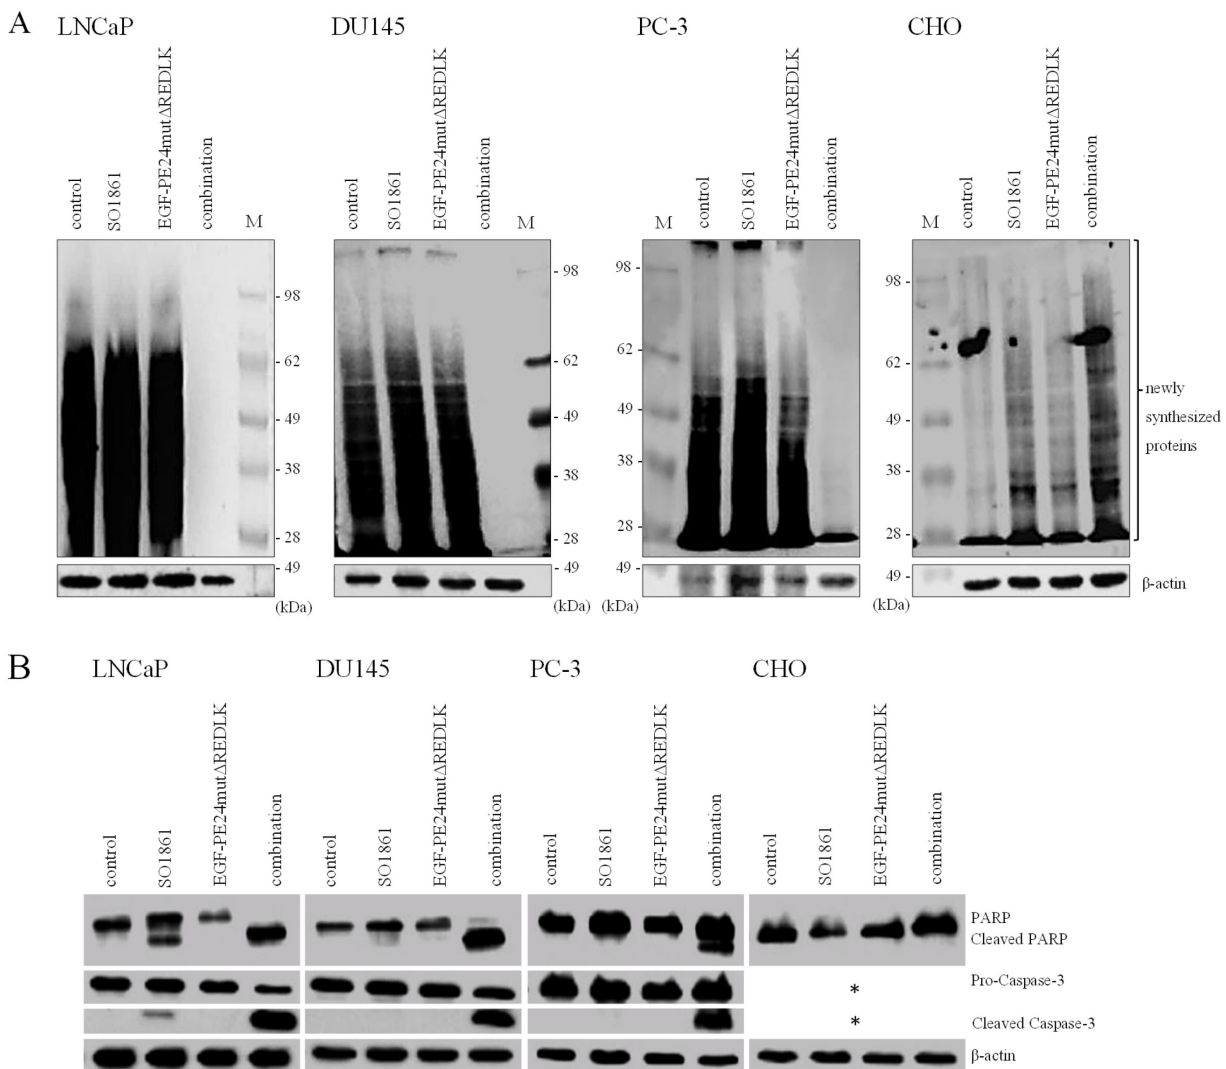 A
LNCaP
DU145
PC-3
CHO
control
SO1861
EGF-PE24mutΔREDLK
combination
M
control
SO1861
EGF-PE24mutΔREDLK
combination
M
M
control
SO1861
EGF-PE24mutΔREDLK
combination
M
control
SO1861
EGF-PE24mutΔREDLK
combination
- 98
- 62
- 49
- 38
- 28
- 49
(kDa)
- 98
- 62
- 49
- 38
- 28
- 49
(kDa)
98 -
62 -
49 -
38 -
28 -
49 -
(kDa)
98 -
62 -
49 -
38 -
28 -
49 -
(kDa)
newly
synthesized
proteins
β-actin
B
LNCaP
DU145
PC-3
CHO
control
SO1861
EGF-PE24mutΔREDLK
combination
control
SO1861
EGF-PE24mutΔREDLK
combination
control
SO1861
EGF-PE24mutΔREDLK
combination
control
SO1861
EGF-PE24mutΔREDLK
combination
PARP
Cleaved PARP
* Pro-Caspase-3
* Cleaved Caspase-3
β-actin